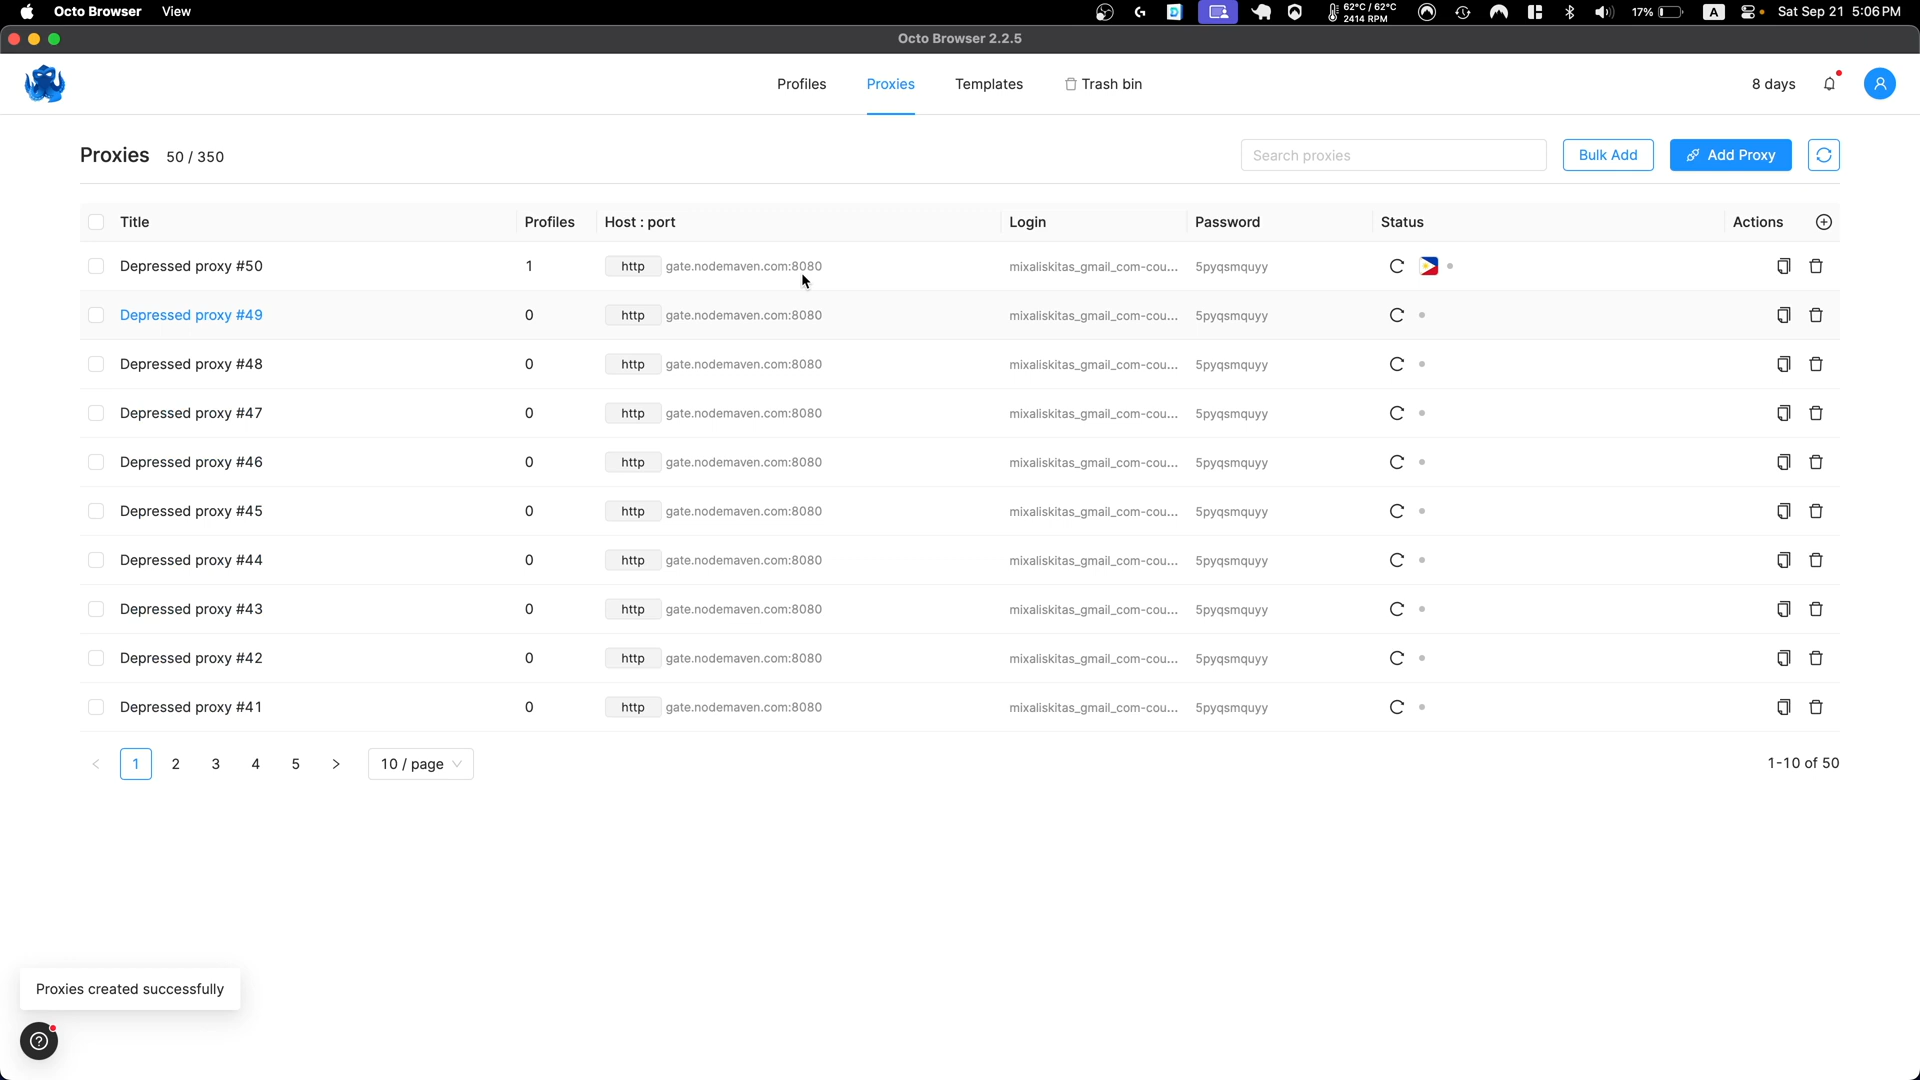 Octo Browser View 62°C / 62°C 2414 RPM 17% A Sat Sep 21 5:06 PM
Octo Browser 2.2.5
Profiles Proxies Templates Trash bin 8 days
Proxies 50 / 350 Search proxies Bulk Add Add Proxy
Title Profiles Host : port Login Password Status Actions
Depressed proxy #50 1 http gate.nodemaven.com:8080 mixaliskitas_gmail_com-cou... 5pyqsmquyy
Depressed proxy #49 0 http gate.nodemaven.com:8080 mixaliskitas_gmail_com-cou... 5pyqsmquyy
Depressed proxy #48 0 http gate.nodemaven.com:8080 mixaliskitas_gmail_com-cou... 5pyqsmquyy
Depressed proxy #47 0 http gate.nodemaven.com:8080 mixaliskitas_gmail_com-cou... 5pyqsmquyy
Depressed proxy #46 0 http gate.nodemaven.com:8080 mixaliskitas_gmail_com-cou... 5pyqsmquyy
Depressed proxy #45 0 http gate.nodemaven.com:8080 mixaliskitas_gmail_com-cou... 5pyqsmquyy
Depressed proxy #44 0 http gate.nodemaven.com:8080 mixaliskitas_gmail_com-cou... 5pyqsmquyy
Depressed proxy #43 0 http gate.nodemaven.com:8080 mixaliskitas_gmail_com-cou... 5pyqsmquyy
Depressed proxy #42 0 http gate.nodemaven.com:8080 mixaliskitas_gmail_com-cou... 5pyqsmquyy
Depressed proxy #41 0 http gate.nodemaven.com:8080 mixaliskitas_gmail_com-cou... 5pyqsmquyy
< 1 2 3 4 5 > 10 / page 1-10 of 50
Proxies created successfully